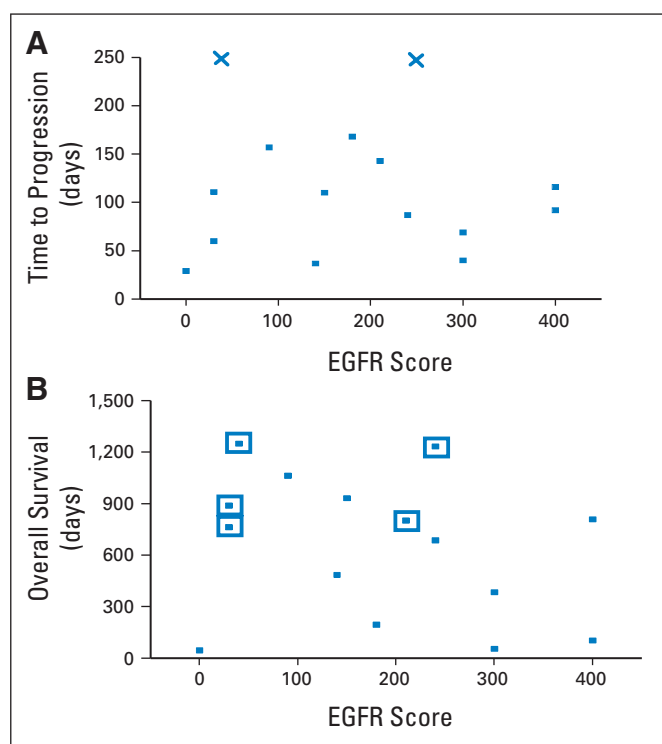 A
250
200
150
100
50
0
Time to Progression
(days)
0 100 200 300 400
EGFR Score
B
1,500
1,200
900
600
300
0
Overall Survival
(days)
0 100 200 300 400
EGFR Score